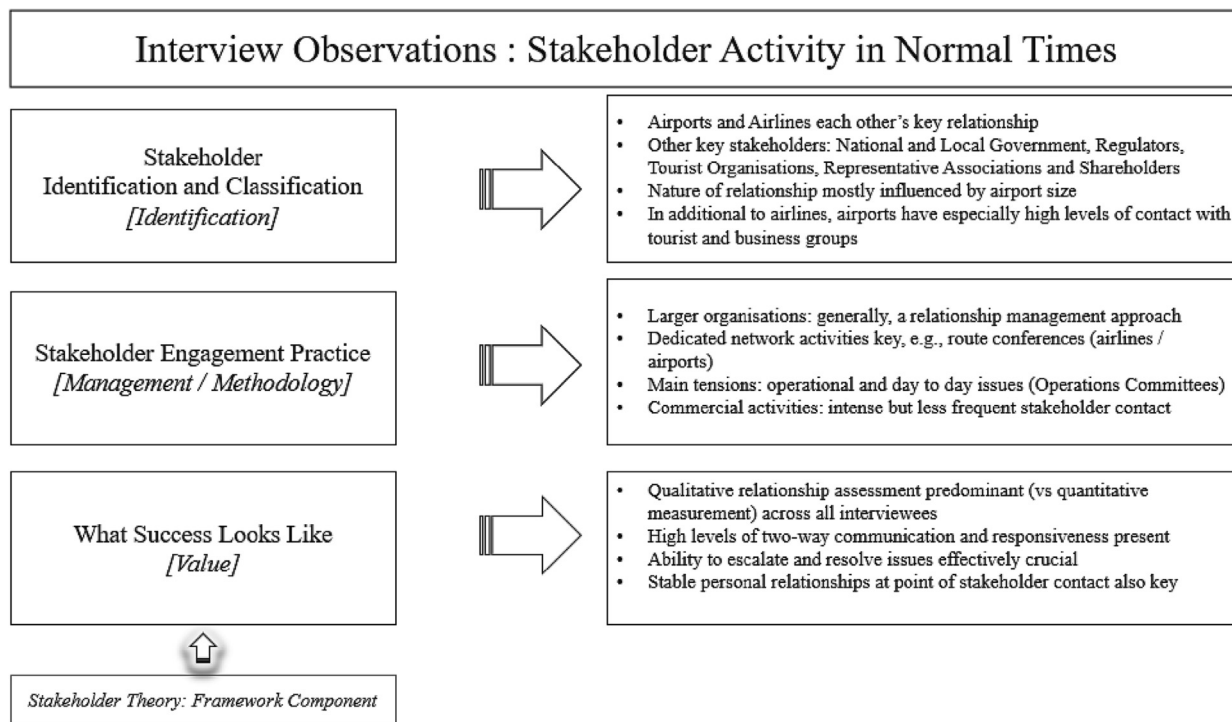 Interview Observations : Stakeholder Activity in Normal Times
Stakeholder
Identification and Classification
[Identification]
• Airports and Airlines each other’s key relationship
• Other key stakeholders: National and Local Government, Regulators,
Tourist Organisations, Representative Associations and Shareholders
• Nature of relationship mostly influenced by airport size
• In additional to airlines, airports have especially high levels of contact with
tourist and business groups
Stakeholder Engagement Practice
[Management / Methodology]
• Larger organisations: generally, a relationship management approach
• Dedicated network activities key, e.g., route conferences (airlines /
airports)
• Main tensions: operational and day to day issues (Operations Committees)
• Commercial activities: intense but less frequent stakeholder contact
What Success Looks Like
[Value]
• Qualitative relationship assessment predominant (vs quantitative
measurement) across all interviewees
• High levels of two-way communication and responsiveness present
• Ability to escalate and resolve issues effectively crucial
• Stable personal relationships at point of stakeholder contact also key
Stakeholder Theory: Framework Component